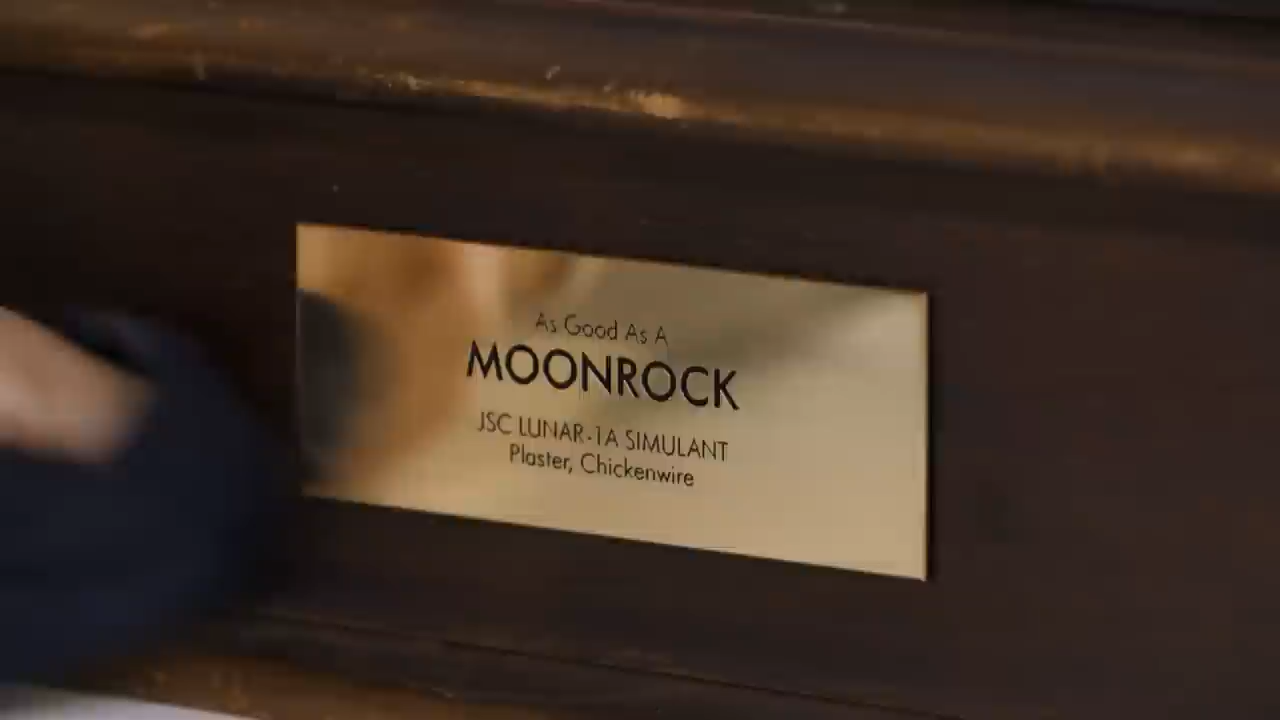 As Good As A
MOONROCK
JSC LUNAR-1A SIMULANT
Plaster, Chickenwire